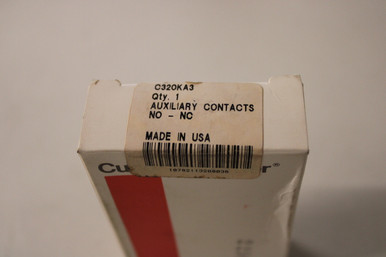 C320KA3
Qty. 1
AUXILIARY CONTACTS
NO - NC
MADE IN USA